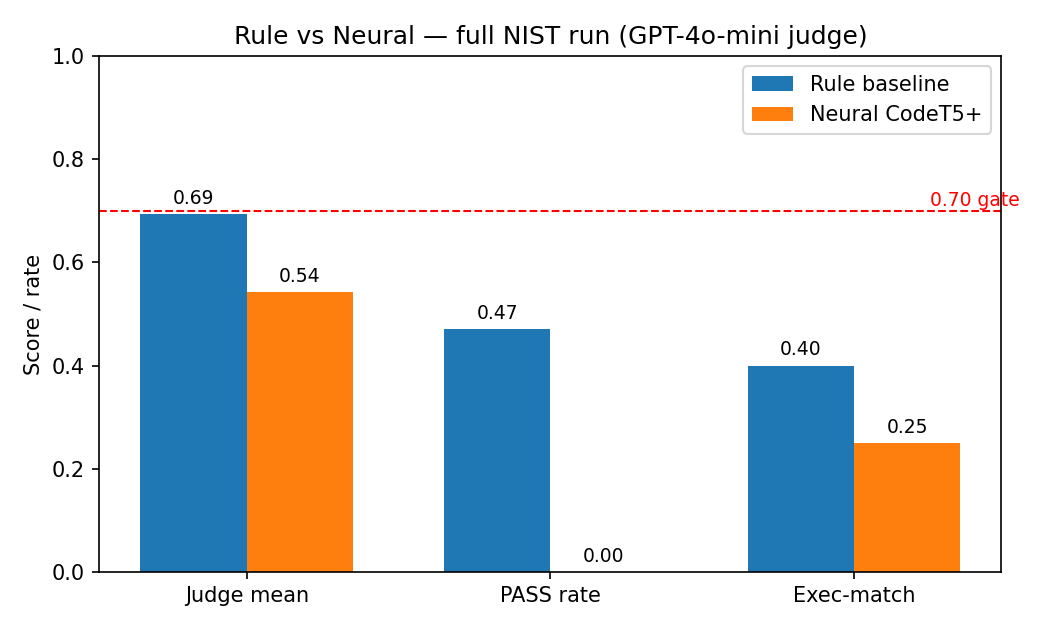 Rule vs Neural — full NIST run (GPT-4o-mini judge)
1.0
Rule baseline
Neural CodeT5+
0.8
0.69
0.70 gate
0.6
0.54
0.47
Score / rate
0.4
0.40
0.25
0.2
0.00
0.0
Judge mean
PASS rate
Exec-match